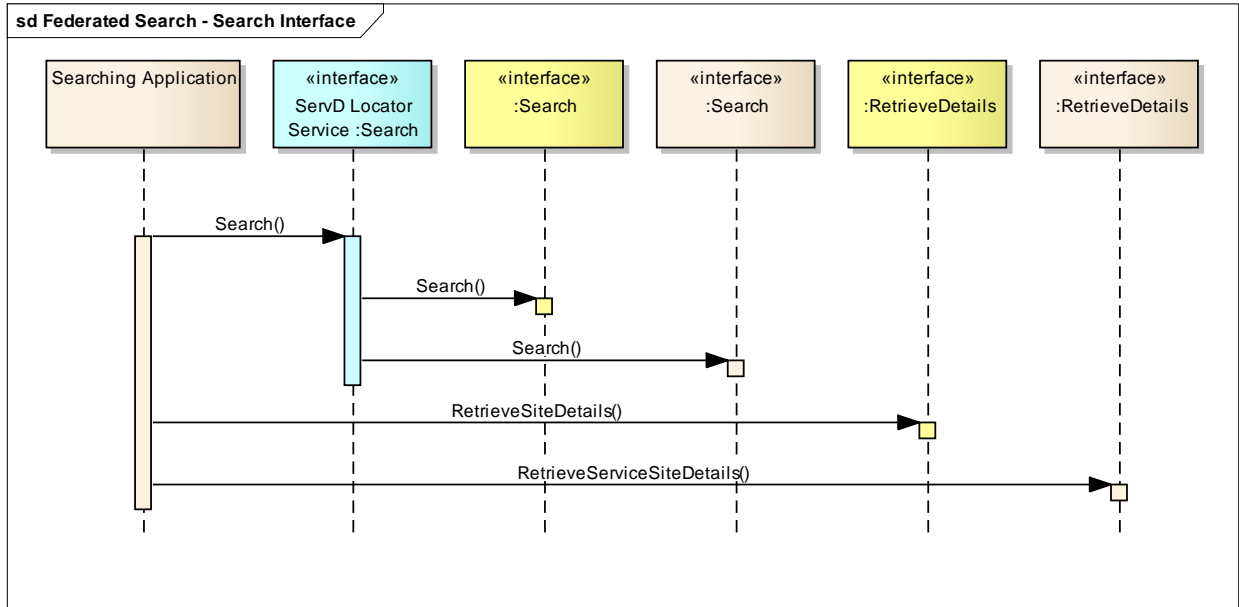 sd Federated Search - Search Interface
Searching Application
«interface»
ServD Locator
Service :Search
«interface»
:Search
«interface»
:Search
«interface»
:RetrieveDetails
«interface»
:RetrieveDetails
Search()
Search()
Search()
RetrieveSiteDetails()
RetrieveServiceSiteDetails()